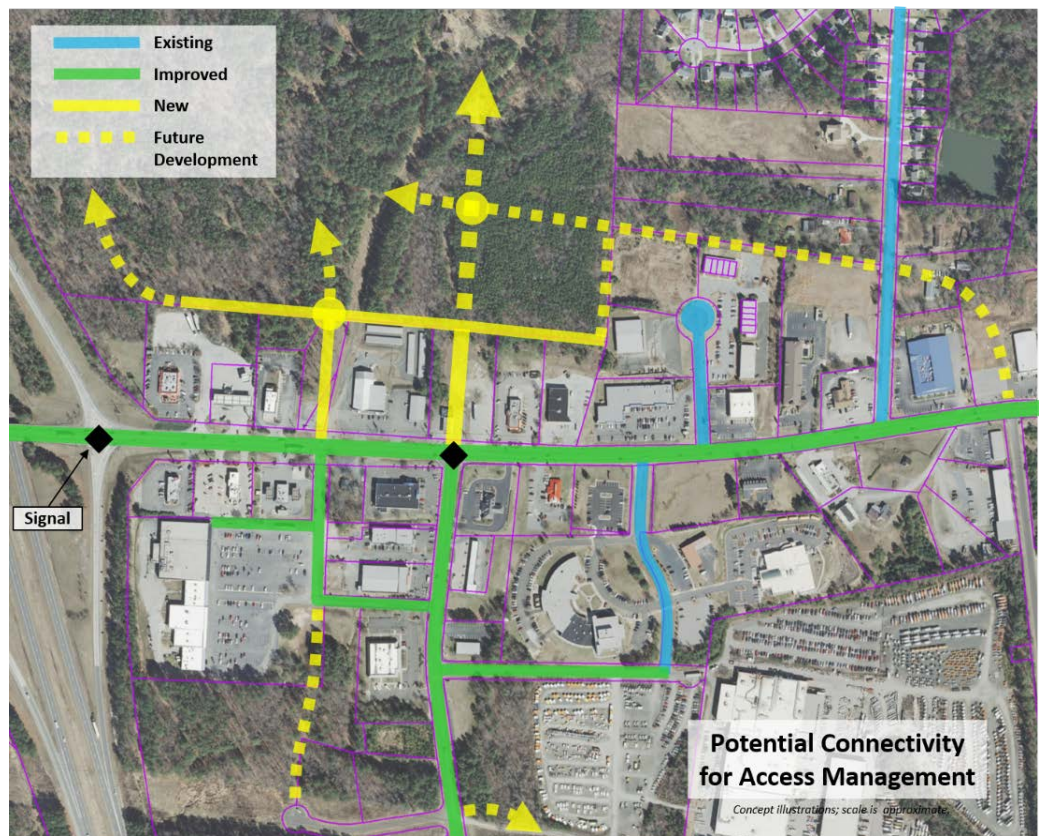 Existing
Improved
New
Future
Development
Signal
Potential Connectivity
for Access Management
Concept illustrations; scale is approximate.